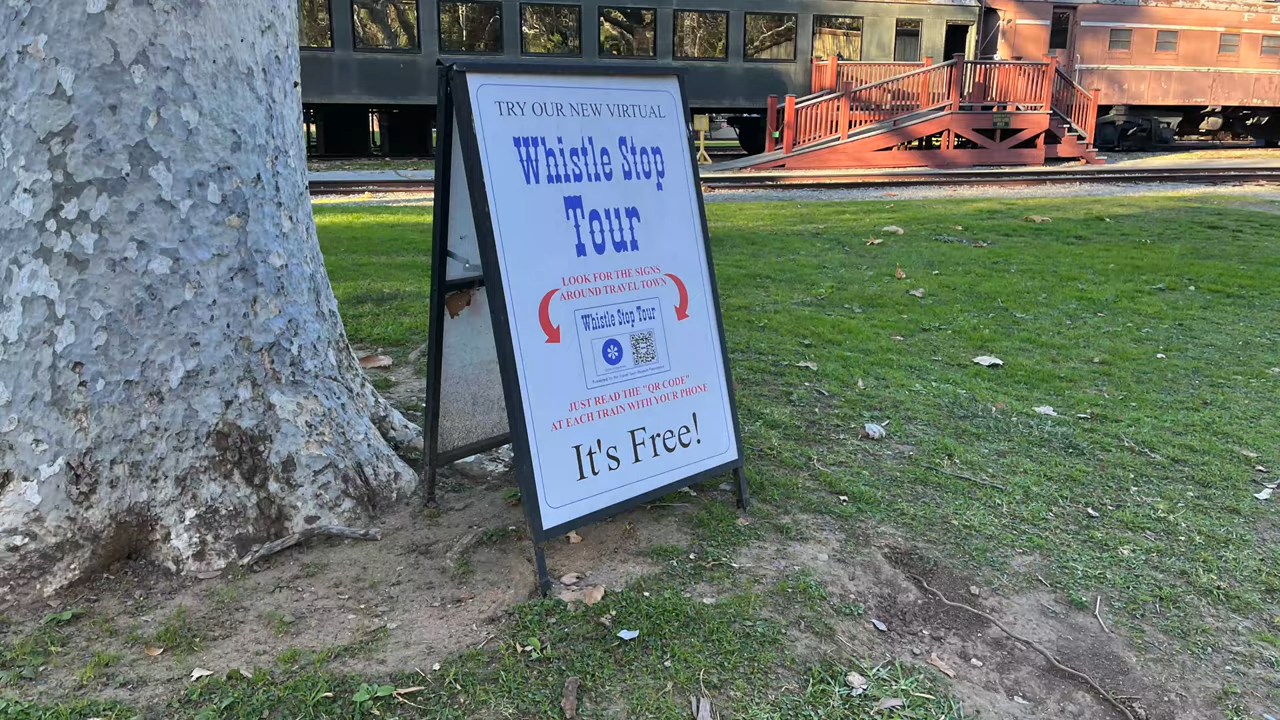 TRY OUR NEW VIRTUAL
Whistle Stop
Tour
LOOK FOR THE SIGNS
AROUND TRAVEL TOWN
Whistle Stop Tour
JUST READ THE "QR CODE"
AT EACH TRAIN WITH YOUR PHONE
It's Free!